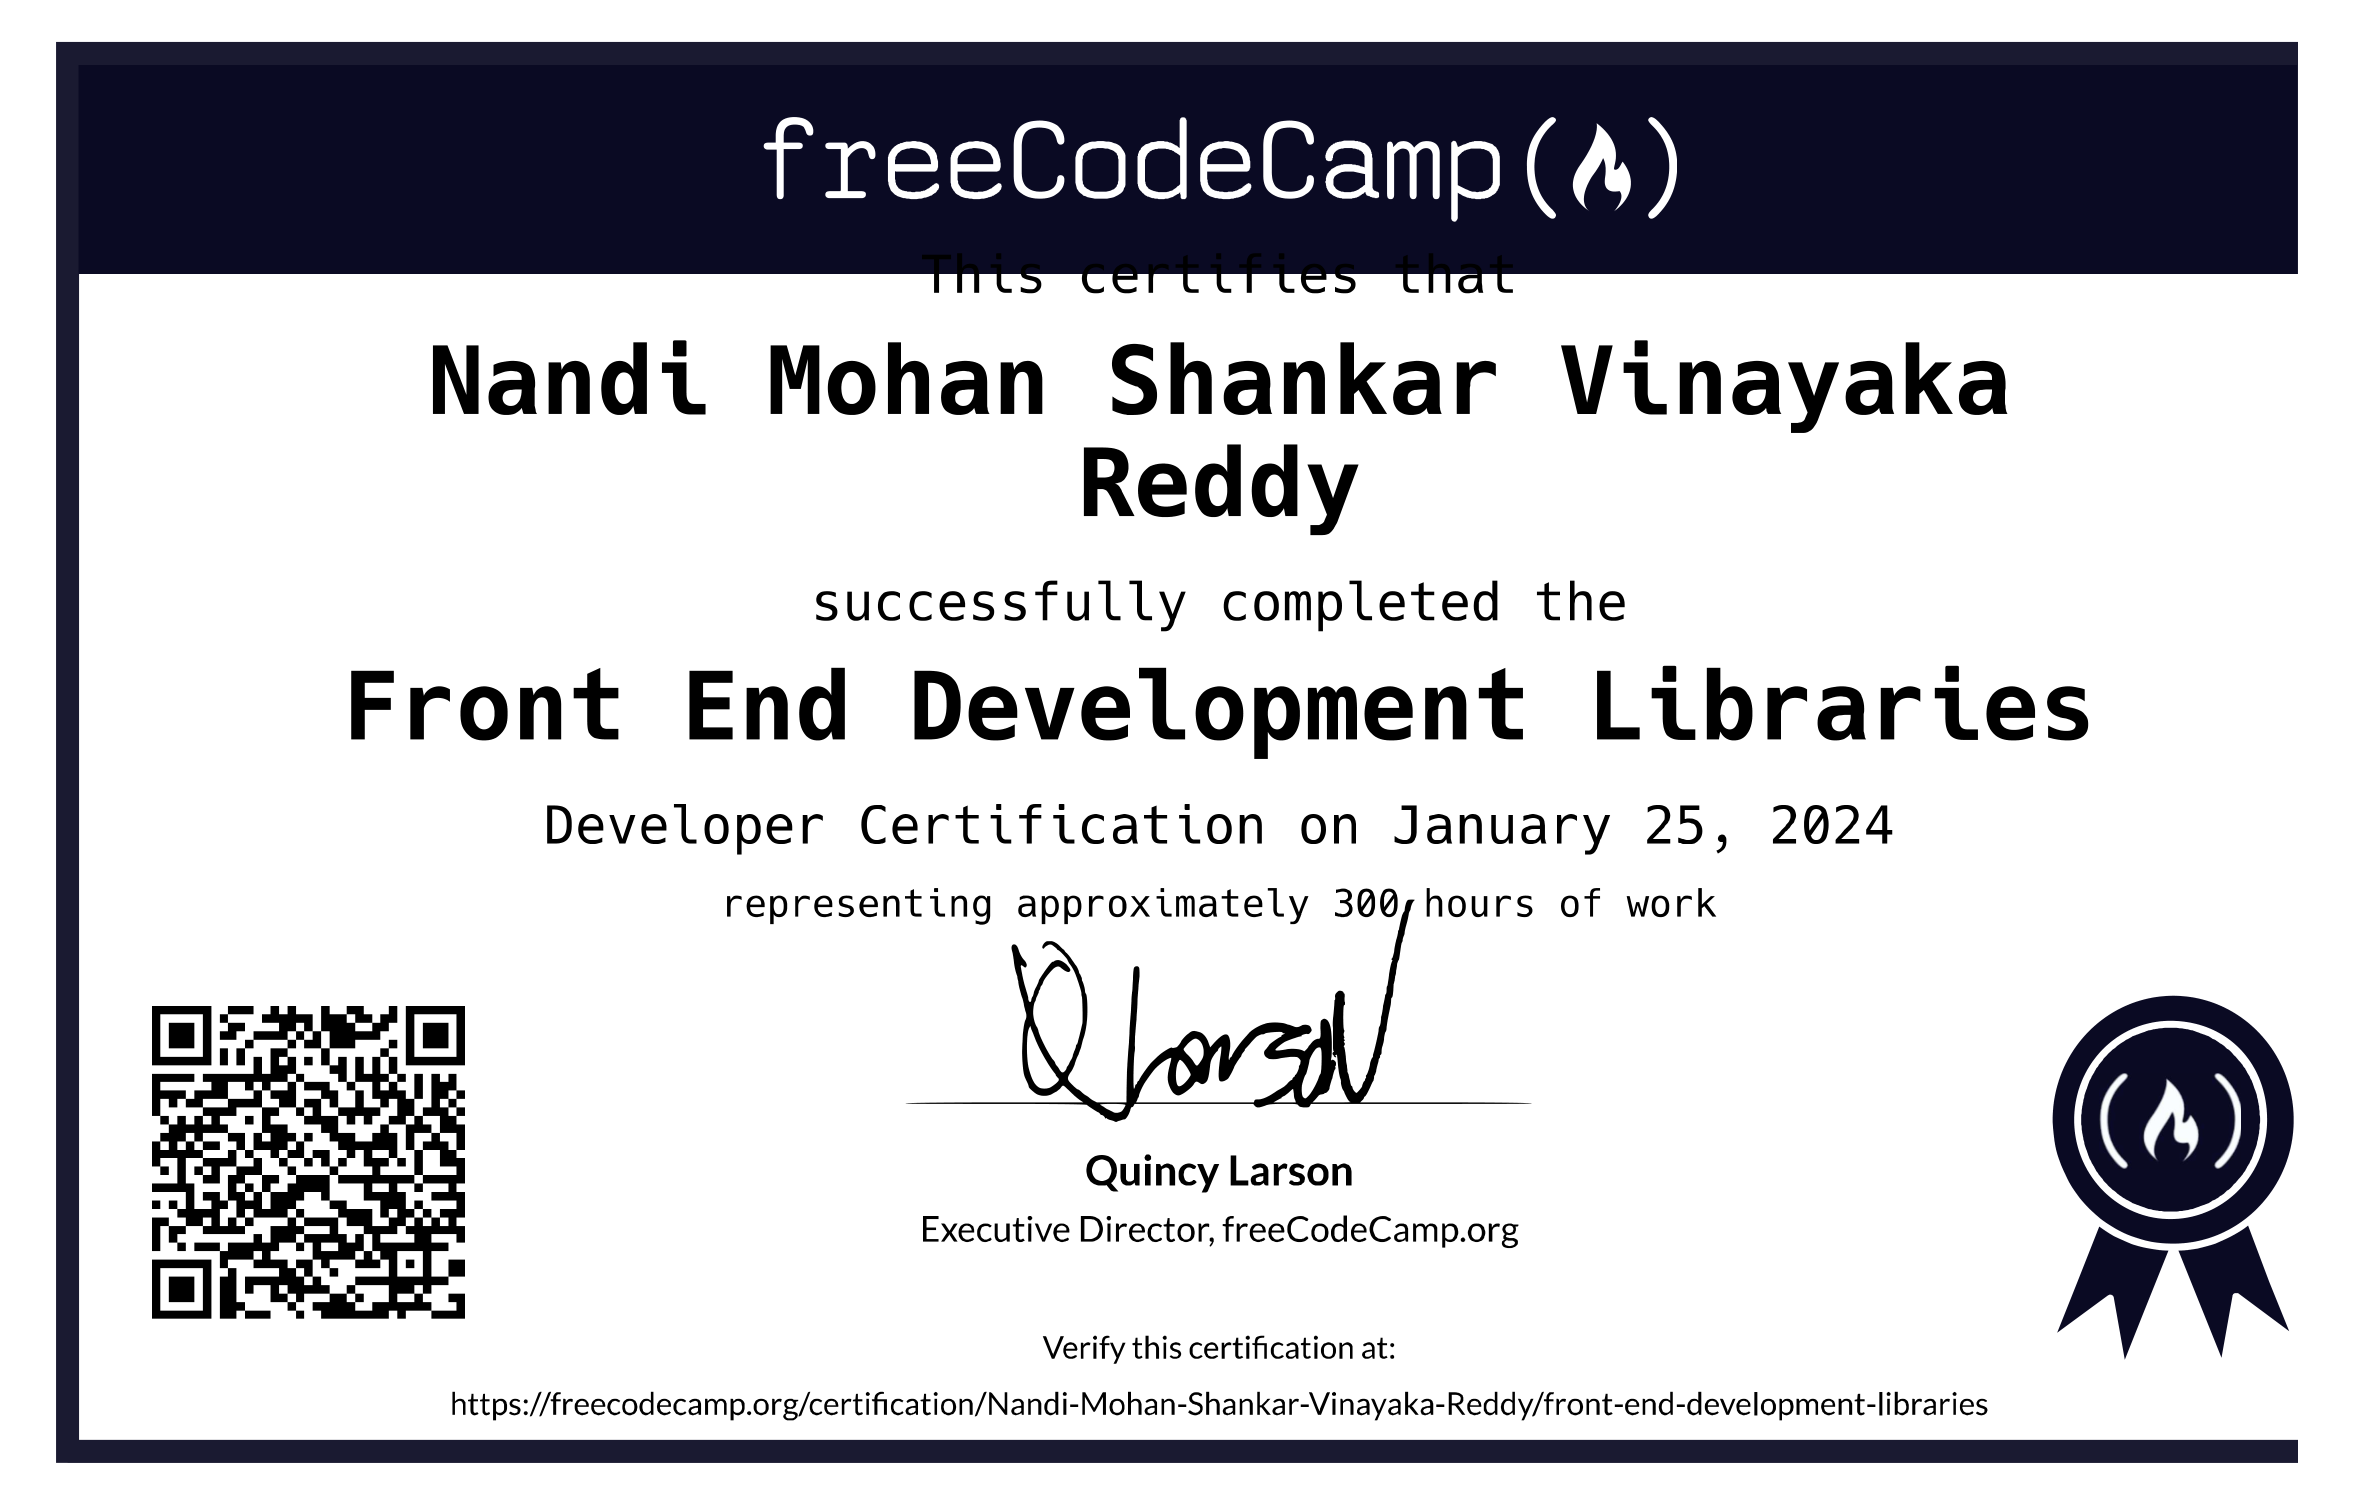 freeCodeCamp
This certifies that
Nandi Mohan Shankar Vinayaka
Reddy
successfully completed the
Front End Development Libraries
Developer Certification on January 25, 2024
representing approximately 300 hours of work
Quincy Larson
Executive Director, freeCodeCamp.org
Verify this certification at:
https://freecodecamp.org/certification/Nandi-Mohan-Shankar-Vinayaka-Reddy/front-end-development-libraries